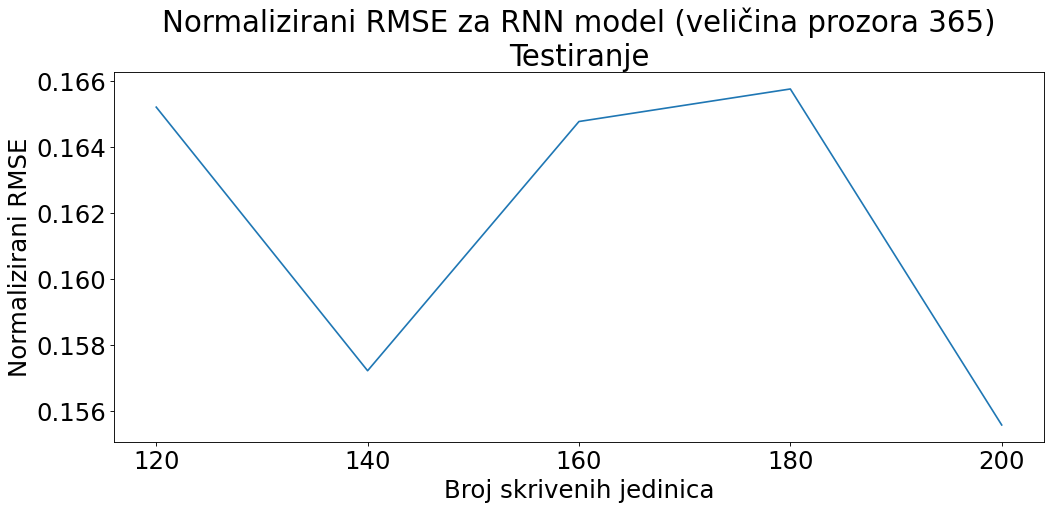 Normalizirani RMSE za RNN model (veličina prozora 365)
Testiranje
Normalizirani RMSE
0.166
0.164
0.162
0.160
0.158
0.156
120 140 160 180 200
Broj skrivenih jedinica